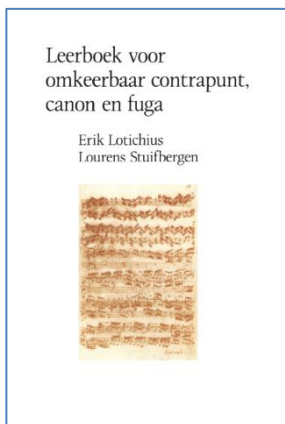 Leerboek voor
omkeerbaar contrapunt,
canon en fuga
Erik Lotichius
Lourens Stuifbergen